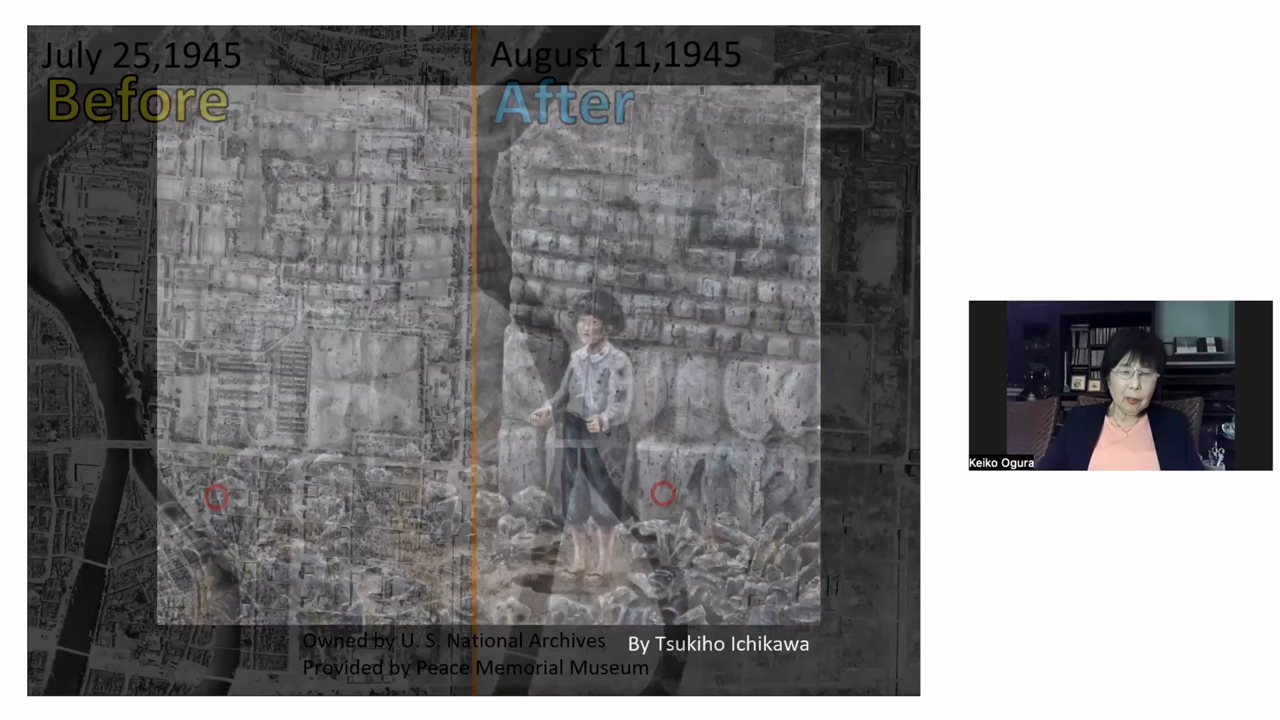 July 25,1945
Before
August 11,1945
After
Owned by U. S. National Archives
Provided by Peace Memorial Museum
By Tsukiho Ichikawa
Keiko Ogura